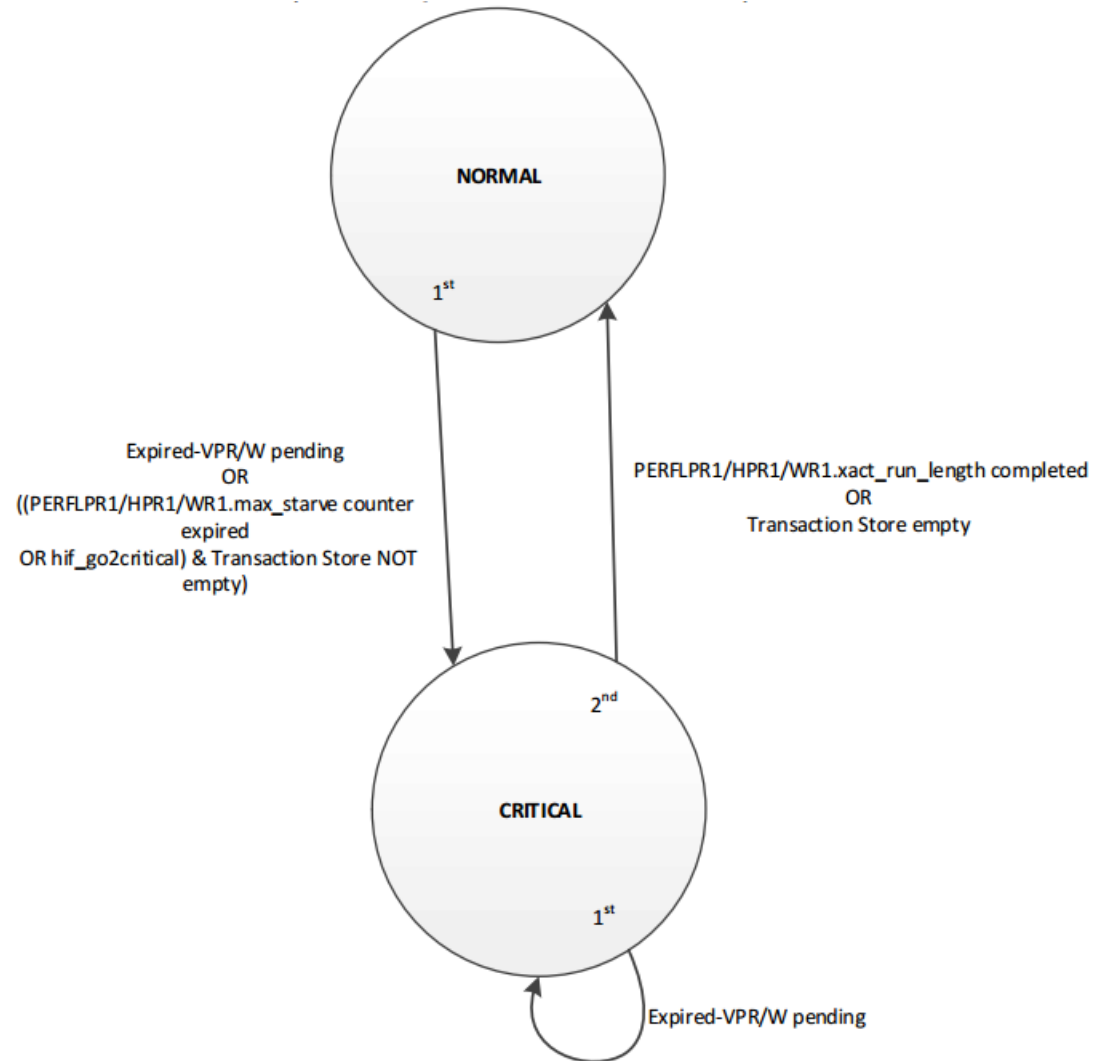 NORMAL
1st
Expired-VPR/W pending
OR
((PERFLPR1/HPR1/WR1.max_starve counter
expired
OR hif_go2critical) & Transaction Store NOT
empty)
PERFLPR1/HPR1/WR1.xact_run_length completed
OR
Transaction Store empty
2nd
CRITICAL
1st
Expired-VPR/W pending